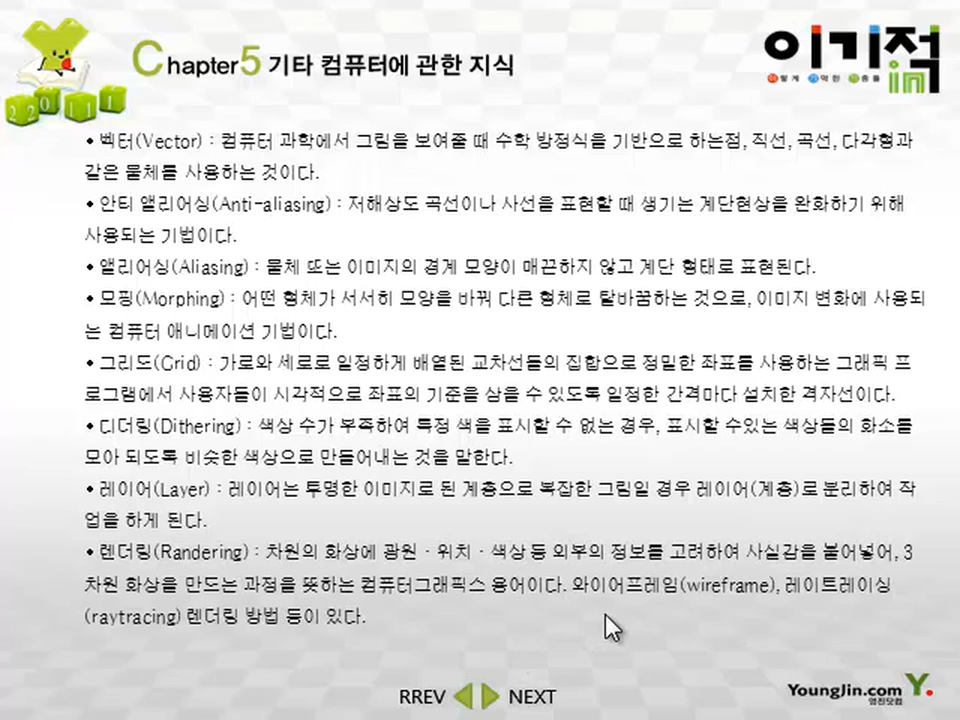 Chapter5 기타 컴퓨터에 관한 지식
이기적in
2 2 0 1 1 1
• 벡터(Vector) : 컴퓨터 과학에서 그림을 보여줄 때 수학 방정식을 기반으로 하는점, 직선, 곡선, 다각형과
같은 물체를 사용하는 것이다.
• 안티 앨리어싱(Anti-aliasing) : 저해상도 곡선이나 사선을 표현할 때 생기는 계단현상을 완화하기 위해
사용되는 기법이다.
• 앨리어싱(Aliasing) : 물체 또는 이미지의 경계 모양이 매끈하지 않고 계단 형태로 표현된다.
• 모핑(Morphing) : 어떤 형체가 서서히 모양을 바꿔 다른 형체로 탈바꿈하는 것으로, 이미지 변화에 사용되
는 컴퓨터 애니메이션 기법이다.
• 그리드(Grid) : 가로와 세로로 일정하게 배열된 교차선들의 집합으로 정밀한 좌표를 사용하는 그래픽 프
로그램에서 사용자들이 시각적으로 좌표의 기준을 삼을 수 있도록 일정한 간격마다 설치한 격자선이다.
• 디더링(Dithering) : 색상 수가 부족하여 특정 색을 표시할 수 없는 경우, 표시할 수있는 색상들의 화소를
모아 되도록 비슷한 색상으로 만들어내는 것을 말한다.
• 레이어(Layer) : 레이어는 투명한 이미지로 된 계층으로 복잡한 그림일 경우 레이어(계층)로 분리하여 작
업을 하게 된다.
• 렌더링(Randering) : 차원의 화상에 광원 · 위치 · 색상 등 외부의 정보를 고려하여 사실감을 불어넣어, 3
차원 화상을 만드는 과정을 뜻하는 컴퓨터그래픽스 용어이다. 와이어프레임(wireframe), 레이트레이싱
(raytracing) 렌더링 방법 등이 있다.
RREV NEXT
YoungJin.com Y.
영진닷컴